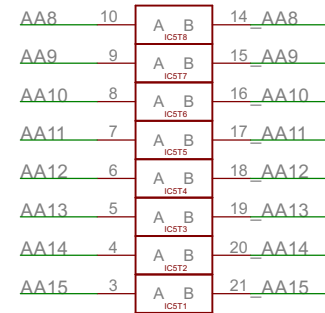 AA8 10 A B 14 _AA8
IC5T8
AA9 9 A B 15 _AA9
IC5T7
AA10 8 A B 16 _AA10
IC5T6
AA11 7 A B 17 _AA11
IC5T5
AA12 6 A B 18 _AA12
IC5T4
AA13 5 A B 19 _AA13
IC5T3
AA14 4 A B 20 _AA14
IC5T2
AA15 3 A B 21 _AA15
IC5T1